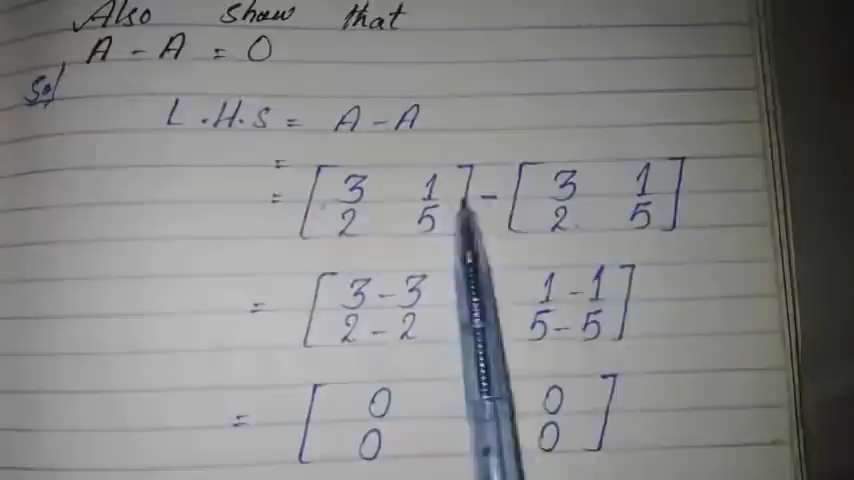 Also show that
A - A = 0
Sol
L.H.S = A - A
=
= [ 3 1 ] - [ 3 1 ]
2 5 2 5
= [ 3 - 3 1 - 1 ]
2 - 2 5 - 5
= [ 0 0 ]
0 0